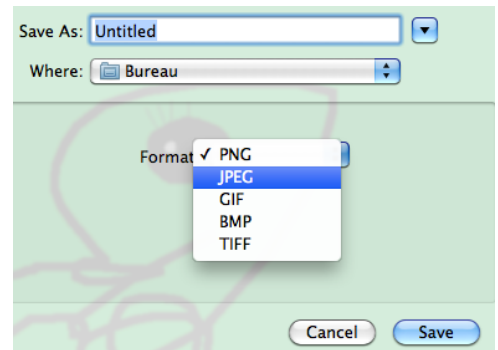 Save As: Untitled
Where: Bureau
Format ✓ PNG
JPEG
GIF
BMP
TIFF
Cancel Save